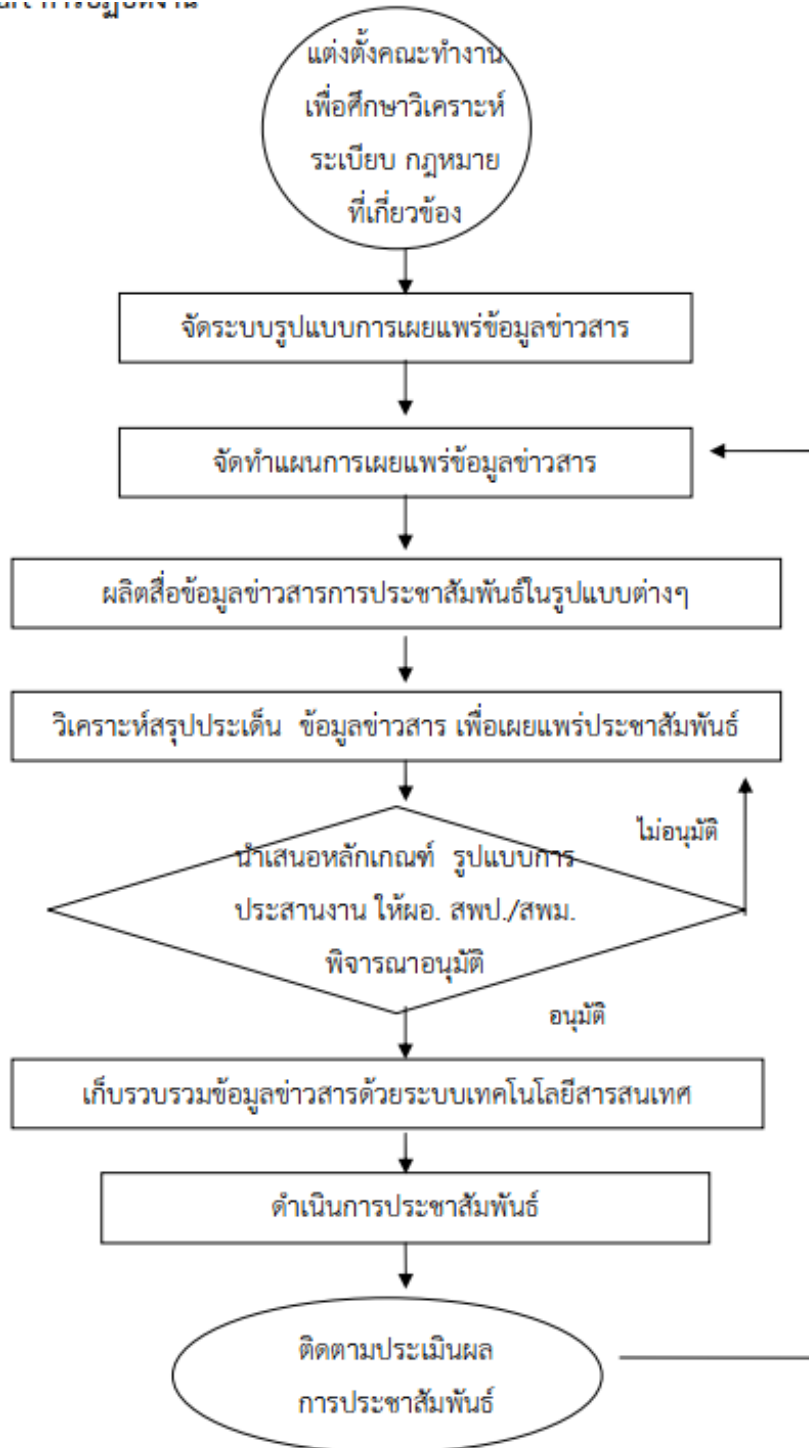 แต่งตั้งคณะทำงาน
เพื่อศึกษาวิเคราะห์
ระเบียบ กฎหมาย
ที่เกี่ยวข้อง
จัดระบบรูปแบบการเผยแพร่ข้อมูลข่าวสาร
จัดทำแผนการเผยแพร่ข้อมูลข่าวสาร
ผลิตสื่อข้อมูลข่าวสารการประชาสัมพันธ์ในรูปแบบต่างๆ
วิเคราะห์สรุปประเด็น ข้อมูลข่าวสาร เพื่อเผยแพร่ประชาสัมพันธ์
ไม่อนุมัติ
นำเสนอหลักเกณฑ์ รูปแบบการ
ประสานงาน ให้ผอ. สพป./สพม.
พิจารณาอนุมัติ
อนุมัติ
เก็บรวบรวมข้อมูลข่าวสารด้วยระบบเทคโนโลยีสารสนเทศ
ดำเนินการประชาสัมพันธ์
ติดตามประเมินผล
การประชาสัมพันธ์